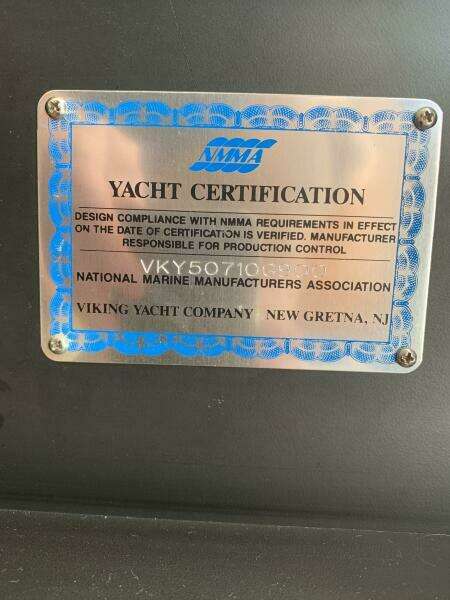 NMMA
YACHT CERTIFICATION
DESIGN COMPLIANCE WITH NMMA REQUIREMENTS IN EFFECT
ON THE DATE OF CERTIFICATION IS VERIFIED. MANUFACTURER
RESPONSIBLE FOR PRODUCTION CONTROL
NATIONAL MARINE MANUFACTURERS ASSOCIATION
VIKING YACHT COMPANY NEW GRETNA, NJ